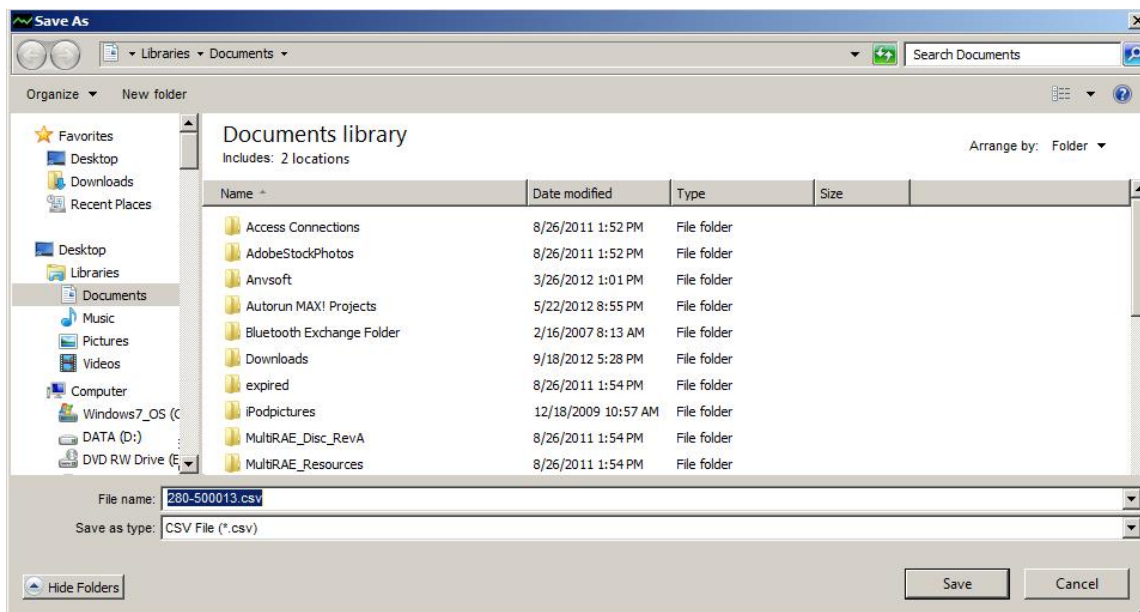 Save As
Libraries Documents Search Documents
Organize New folder
Favorites
Desktop
Downloads
Recent Places
Desktop
Libraries
Documents
Music
Pictures
Videos
Computer
Windows7_OS (C
DATA (D:)
DVD RW Drive (E
Documents library
Includes: 2 locations
Arrange by: Folder
Name Date modified Type Size
Access Connections 8/26/2011 1:52 PM File folder
AdobeStockPhotos 8/26/2011 1:52 PM File folder
Anvsoft 3/26/2012 1:01 PM File folder
Autorun MAX! Projects 5/22/2012 8:55 PM File folder
Bluetooth Exchange Folder 2/16/2007 8:13 AM File folder
Downloads 9/18/2012 5:28 PM File folder
expired 8/26/2011 1:54 PM File folder
iPodpictures 12/18/2009 10:57 AM File folder
MultiRAE_Disc_RevA 8/26/2011 1:54 PM File folder
MultiRAE_Resources 8/26/2011 1:54 PM File folder
File name: 280-500013.csv
Save as type: CSV File (*.csv)
Hide Folders Save Cancel